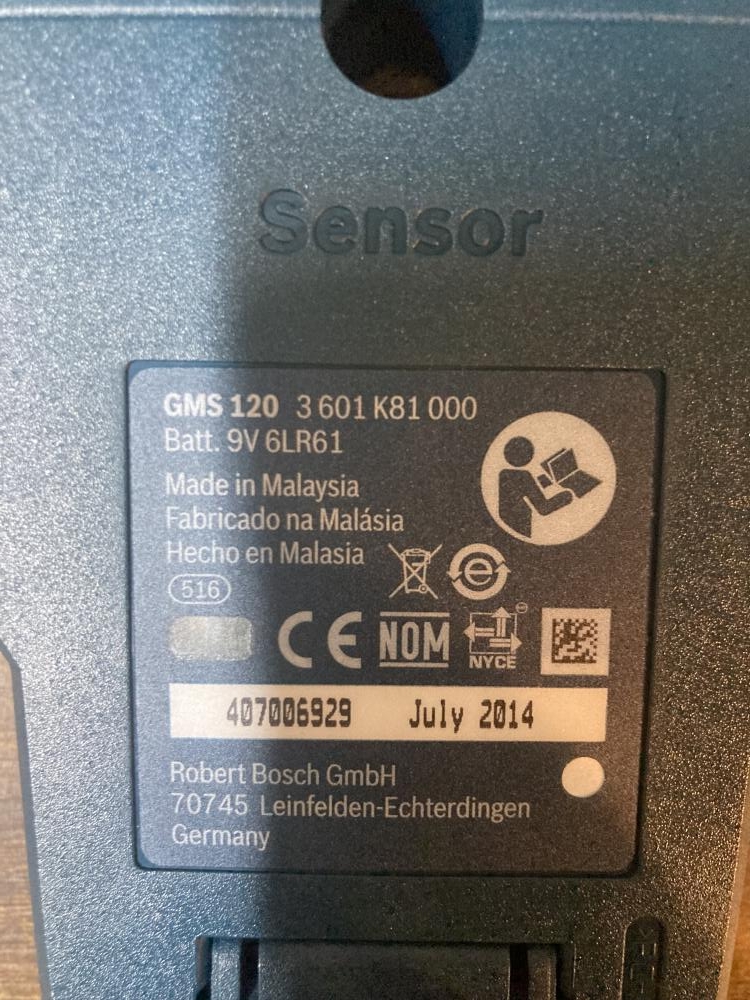 Sensor
GMS 120 3 601 K81 000
Batt. 9V 6LR61
Made in Malaysia
Fabricado na Malásia
Hecho en Malasia
516
e
CE NOM NYCE
407006929 July 2014
Robert Bosch GmbH
70745 Leinfelden-Echterdingen
Germany